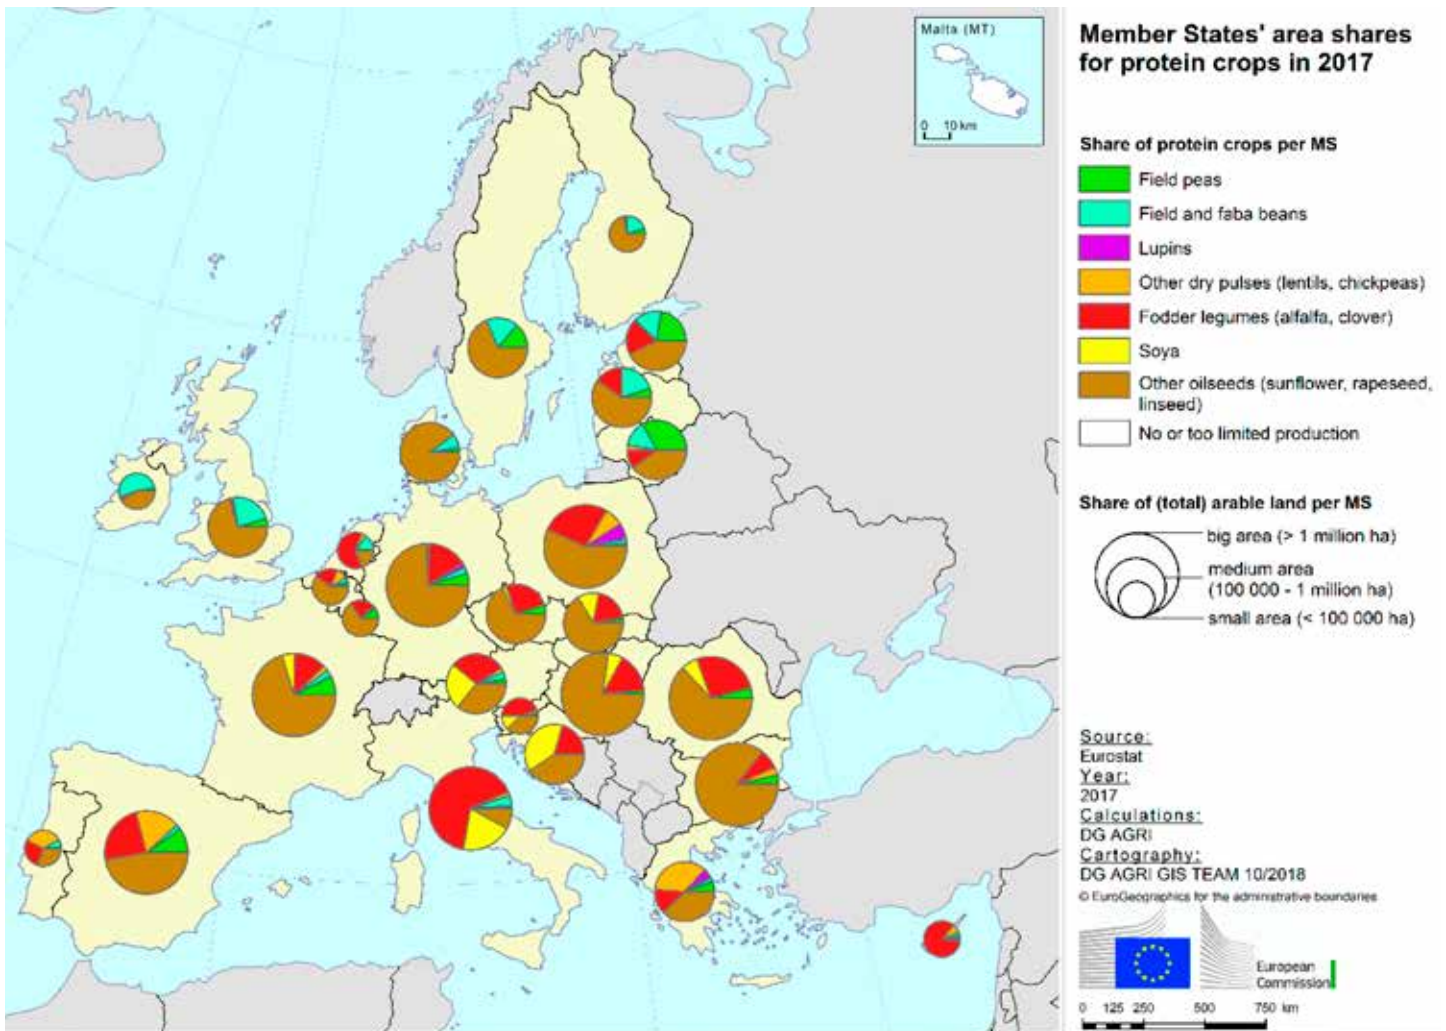 Malta (MT)
0 10 km
Member States' area shares
for protein crops in 2017
Share of protein crops per MS
Field peas
Field and faba beans
Lupins
Other dry pulses (lentils, chickpeas)
Fodder legumes (alfalfa, clover)
Soya
Other oilseeds (sunflower, rapeseed,
linseed)
No or too limited production
Share of (total) arable land per MS
big area (> 1 million ha)
medium area
(100 000 - 1 million ha)
small area (< 100 000 ha)
Source:
Eurostat
Year:
2017
Calculations:
DG AGRI
Cartography:
DG AGRI GIS TEAM 10/2018
© EuroGeographics for the administrative boundaries
European
Commission
0 125 250 500 750 km